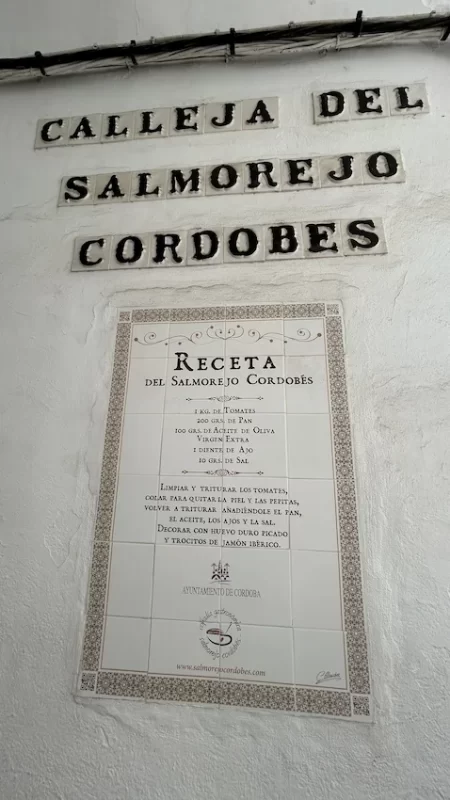 CALLEJA DEL
SALMOREJO
CORDOBES
RECETA
DEL SALMOREJO CORDOBÉS
1 KG. DE TOMATES
200 GRS. DE PAN
100 GRS. DE ACEITE DE OLIVA
VIRGEN EXTRA
1 DIENTE DE AJO
10 GRS. DE SAL
LIMPIAR Y TRITURAR LOS TOMATES,
COLAR PARA QUITAR LA PIEL Y LAS PEPITAS,
VOLVER A TRITURAR AÑADIÉNDOLE EL PAN,
EL ACEITE, LOS AJOS Y LA SAL.
DECORAR CON HUEVO DURO PICADO
Y TROCITOS DE JAMÓN IBÉRICO.
AYUNTAMIENTO DE CÓRDOBA
www.salmorejocordobes.com